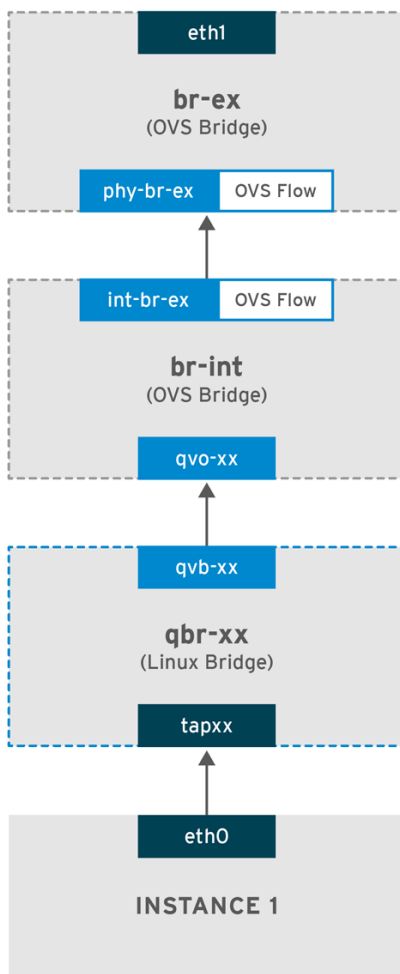 eth1
br-ex
(OVS Bridge)
phy-br-ex OVS Flow
int-br-ex OVS Flow
br-int
(OVS Bridge)
qvo-xx
qvb-xx
qbr-xx
(Linux Bridge)
tapxx
eth0
INSTANCE 1